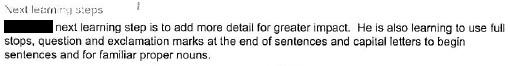 Next learning steps
next learning step is to add more detail for greater impact. He is also learning to use full
stops, question and exclamation marks at the end of sentences and capital letters to begin
sentences and for familiar proper nouns.